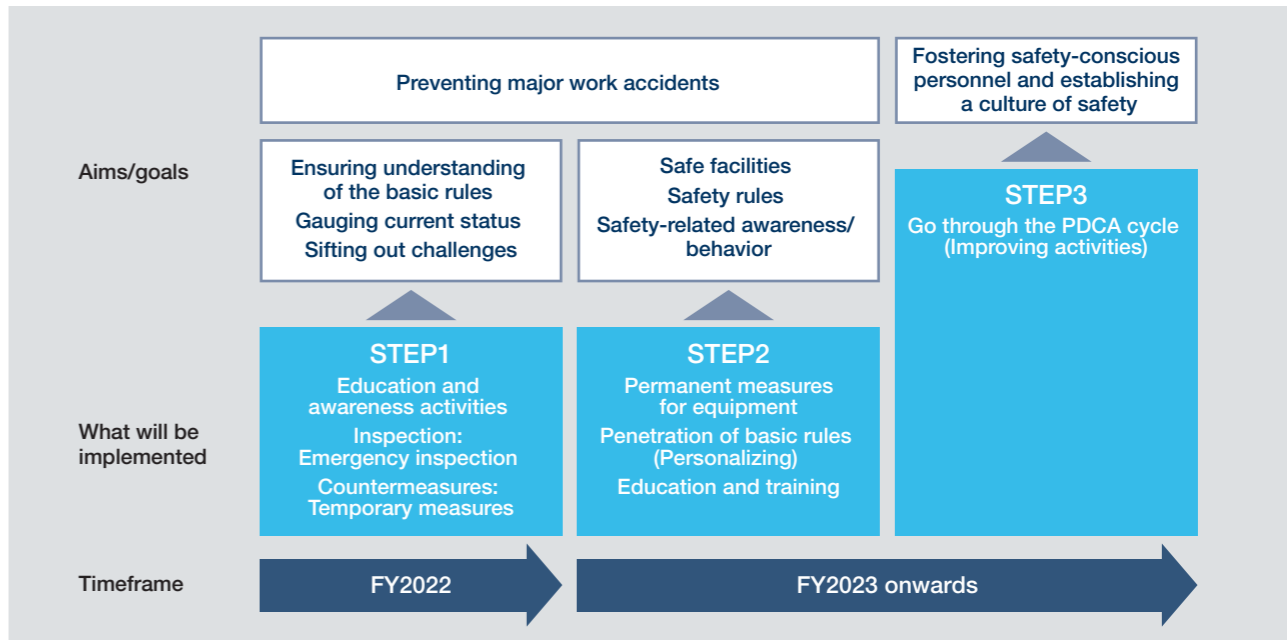 Aims/goals
Preventing major work accidents
Fostering safety-conscious
personnel and establishing
a culture of safety
Ensuring understanding
of the basic rules
Gauging current status
Sifting out challenges
Safe facilities
Safety rules
Safety-related awareness/
behavior
What will be
implemented
STEP1
Education and
awareness activities
Inspection:
Emergency inspection
Countermeasures:
Temporary measures
STEP2
Permanent measures
for equipment
Penetration of basic rules
(Personalizing)
Education and training
STEP3
Go through the PDCA cycle
(Improving activities)
Timeframe
FY2022
FY2023 onwards